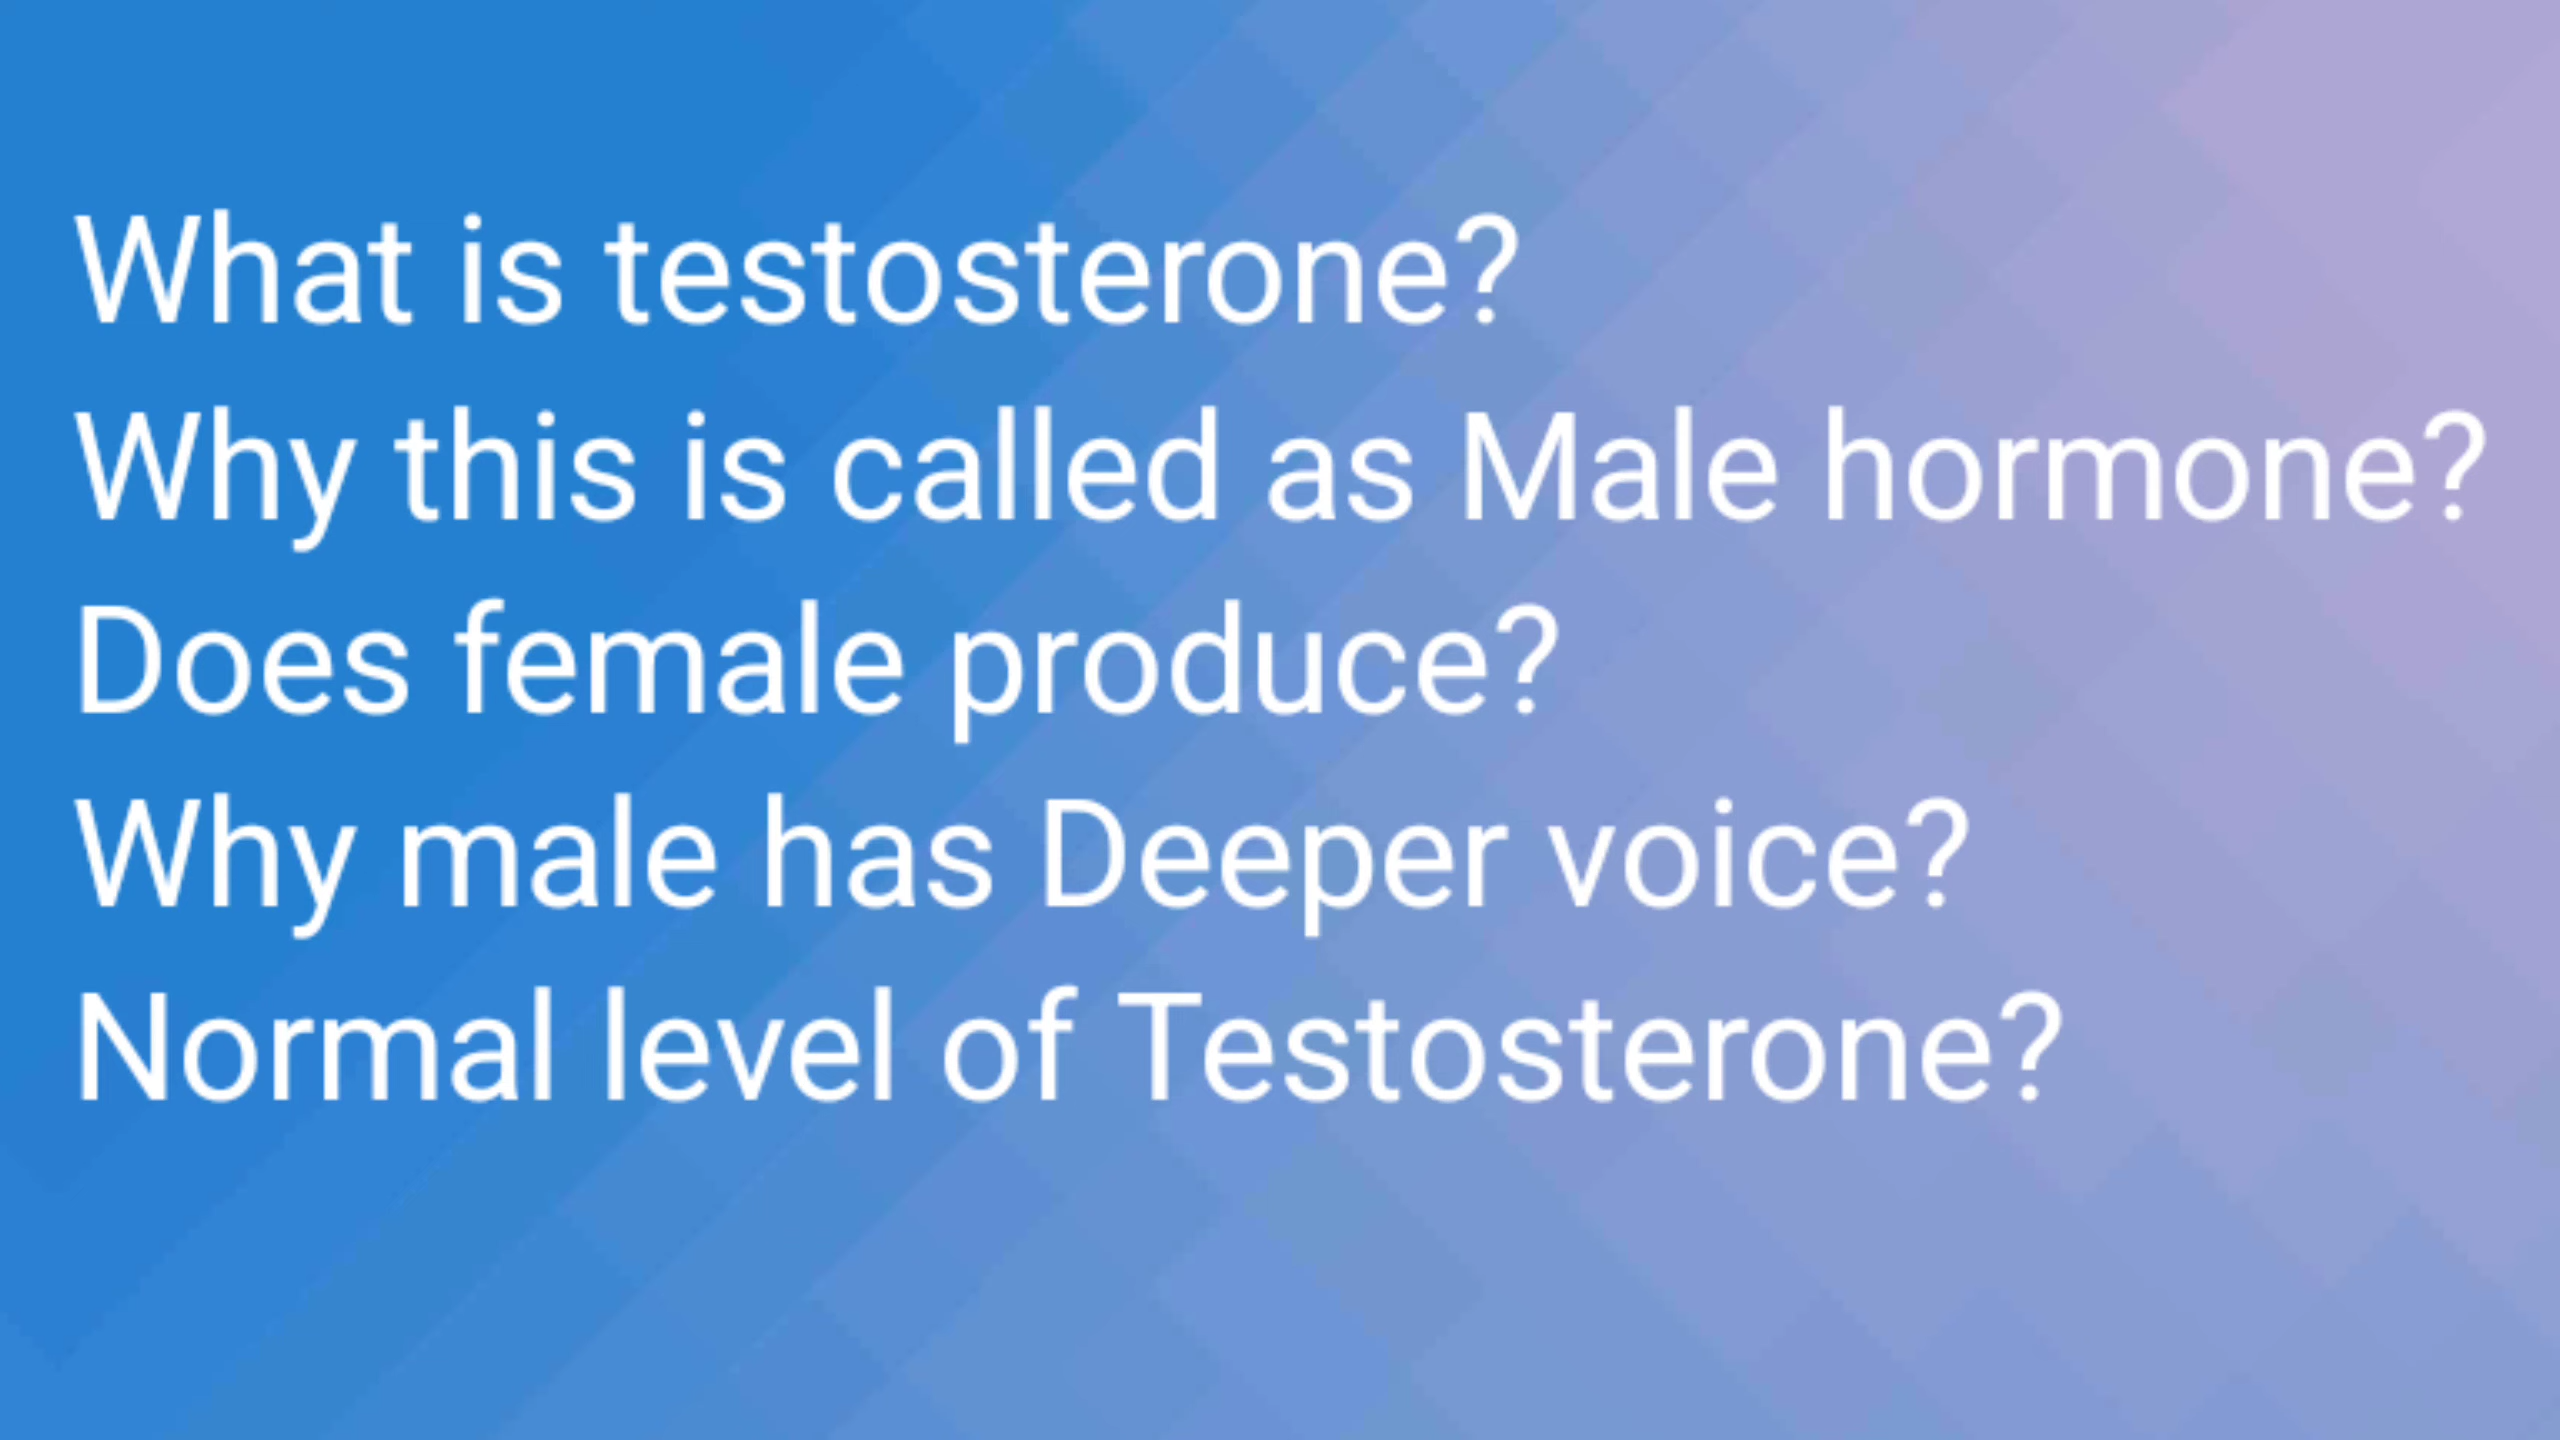 What is testosterone?
Why this is called as Male hormone?
Does female produce?
Why male has Deeper voice?
Normal level of Testosterone?